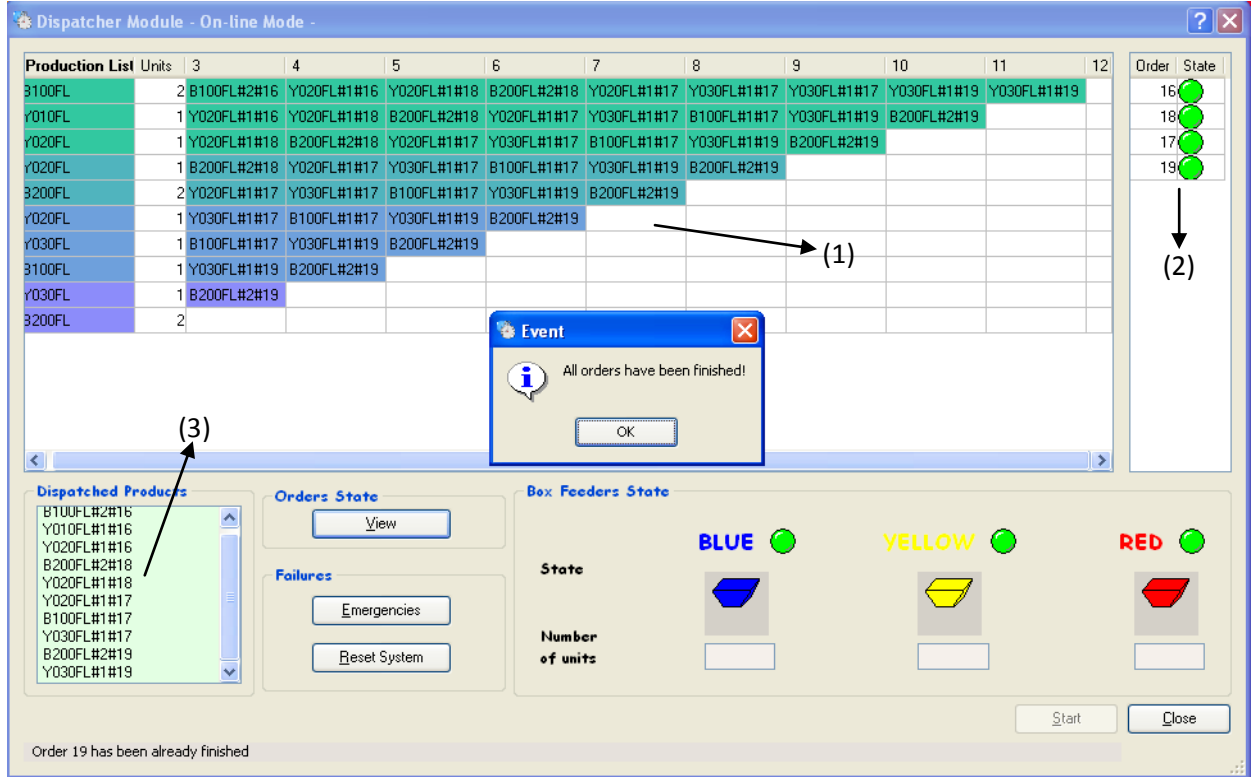 Dispatcher Module - On-line Mode -
Production List Units 3 4 5 6 7 8 9 10 11 12
B100FL 2 B100FL#2#16 Y020FL#1#16 Y020FL#1#18 B200FL#2#18 Y020FL#1#17 Y030FL#1#17 Y030FL#1#17 Y030FL#1#19 Y030FL#1#19
Y010FL 1 Y020FL#1#16 Y020FL#1#18 B200FL#2#18 Y020FL#1#17 Y030FL#1#17 B100FL#1#17 Y030FL#1#19 B200FL#2#19
Y020FL 1 Y020FL#1#18 B200FL#2#18 Y020FL#1#17 Y030FL#1#17 B100FL#1#17 Y030FL#1#19 B200FL#2#19
Y020FL 1 B200FL#2#18 Y020FL#1#17 Y030FL#1#17 B100FL#1#17 Y030FL#1#19 B200FL#2#19
B200FL 2 Y020FL#1#17 Y030FL#1#17 B100FL#1#17 Y030FL#1#19 B200FL#2#19
Y020FL 1 Y030FL#1#17 B100FL#1#17 Y030FL#1#19 B200FL#2#19
Y030FL 1 B100FL#1#17 Y030FL#1#19 B200FL#2#19
B100FL 1 Y030FL#1#19 B200FL#2#19
Y030FL 1 B200FL#2#19
B200FL 2
Order State
16
18
17
19
(1)
(2)
Event
All orders have been finished!
OK
(3)
Dispatched Products
B100FL#2#16
Y010FL#1#16
Y020FL#1#16
B200FL#2#18
Y020FL#1#18
Y020FL#1#17
B100FL#1#17
Y030FL#1#17
B200FL#2#19
Y030FL#1#19
Orders State
View
Failures
Emergencies
Reset System
Box Feeders State
BLUE YELLOW RED
State
Number
of units
Start Close
Order 19 has been already finished